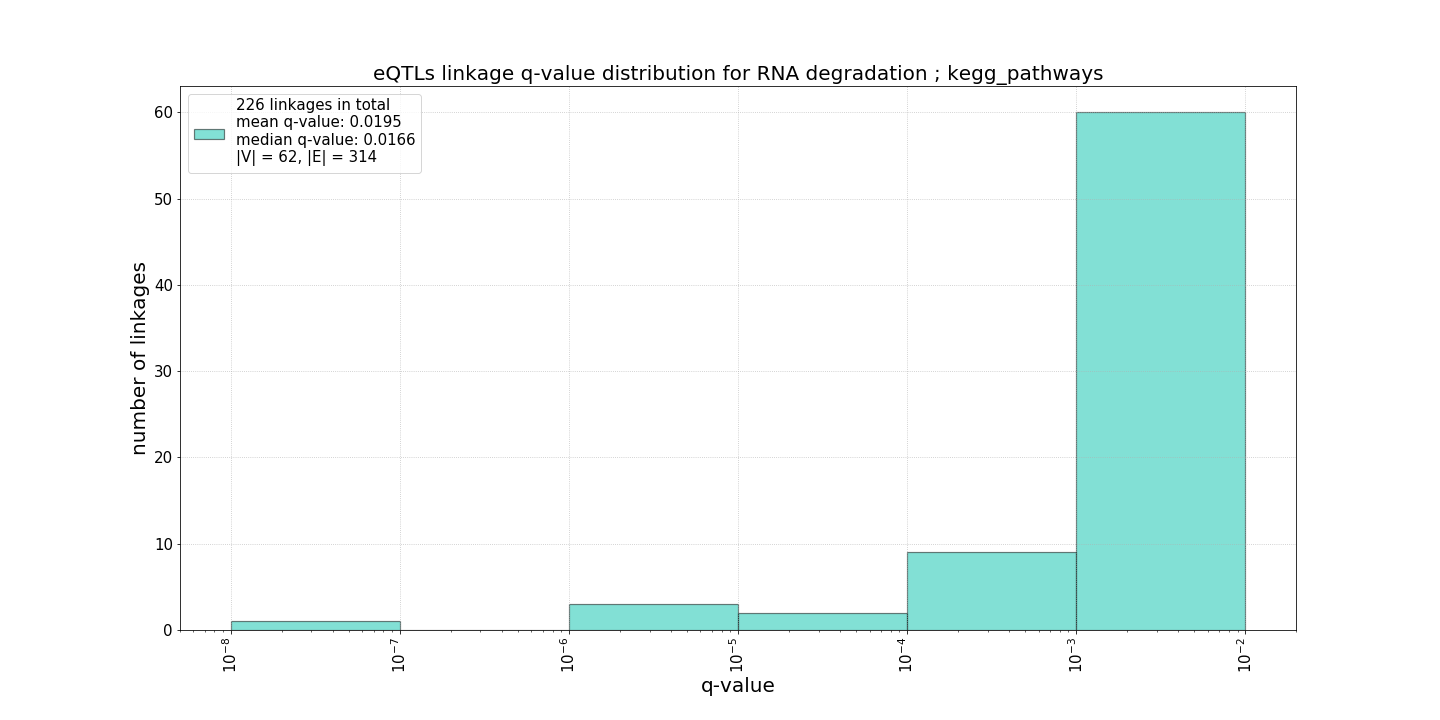 eQTLs linkage q-value distribution for RNA degradation ; kegg_pathways
226 linkages in total
mean q-value: 0.0195
median q-value: 0.0166
|V| = 62, |E| = 314
number of linkages
60
50
40
30
20
10
0
10⁻⁸
10⁻⁷
10⁻⁶
10⁻⁵
10⁻⁴
10⁻³
10⁻²
q-value